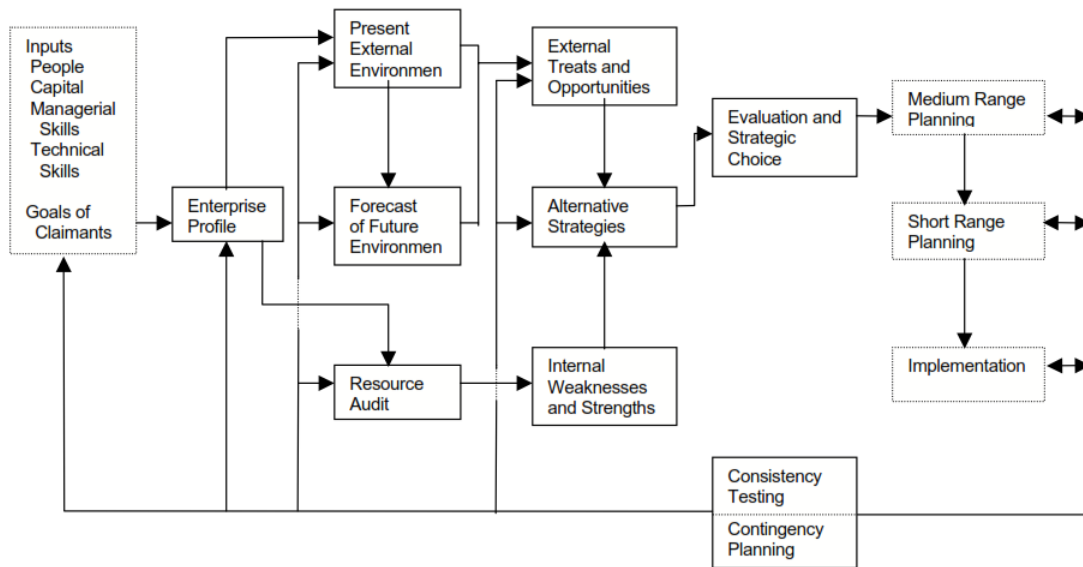 Inputs
People
Capital
Managerial
Skills
Technical
Skills
Goals of
Claimants
Enterprise
Profile
Present
External
Environmen
Forecast
of Future
Environmen
Resource
Audit
External
Treats and
Opportunities
Alternative
Strategies
Internal
Weaknesses
and Strengths
Evaluation and
Strategic
Choice
Medium Range
Planning
Short Range
Planning
Implementation
Consistency
Testing
Contingency
Planning